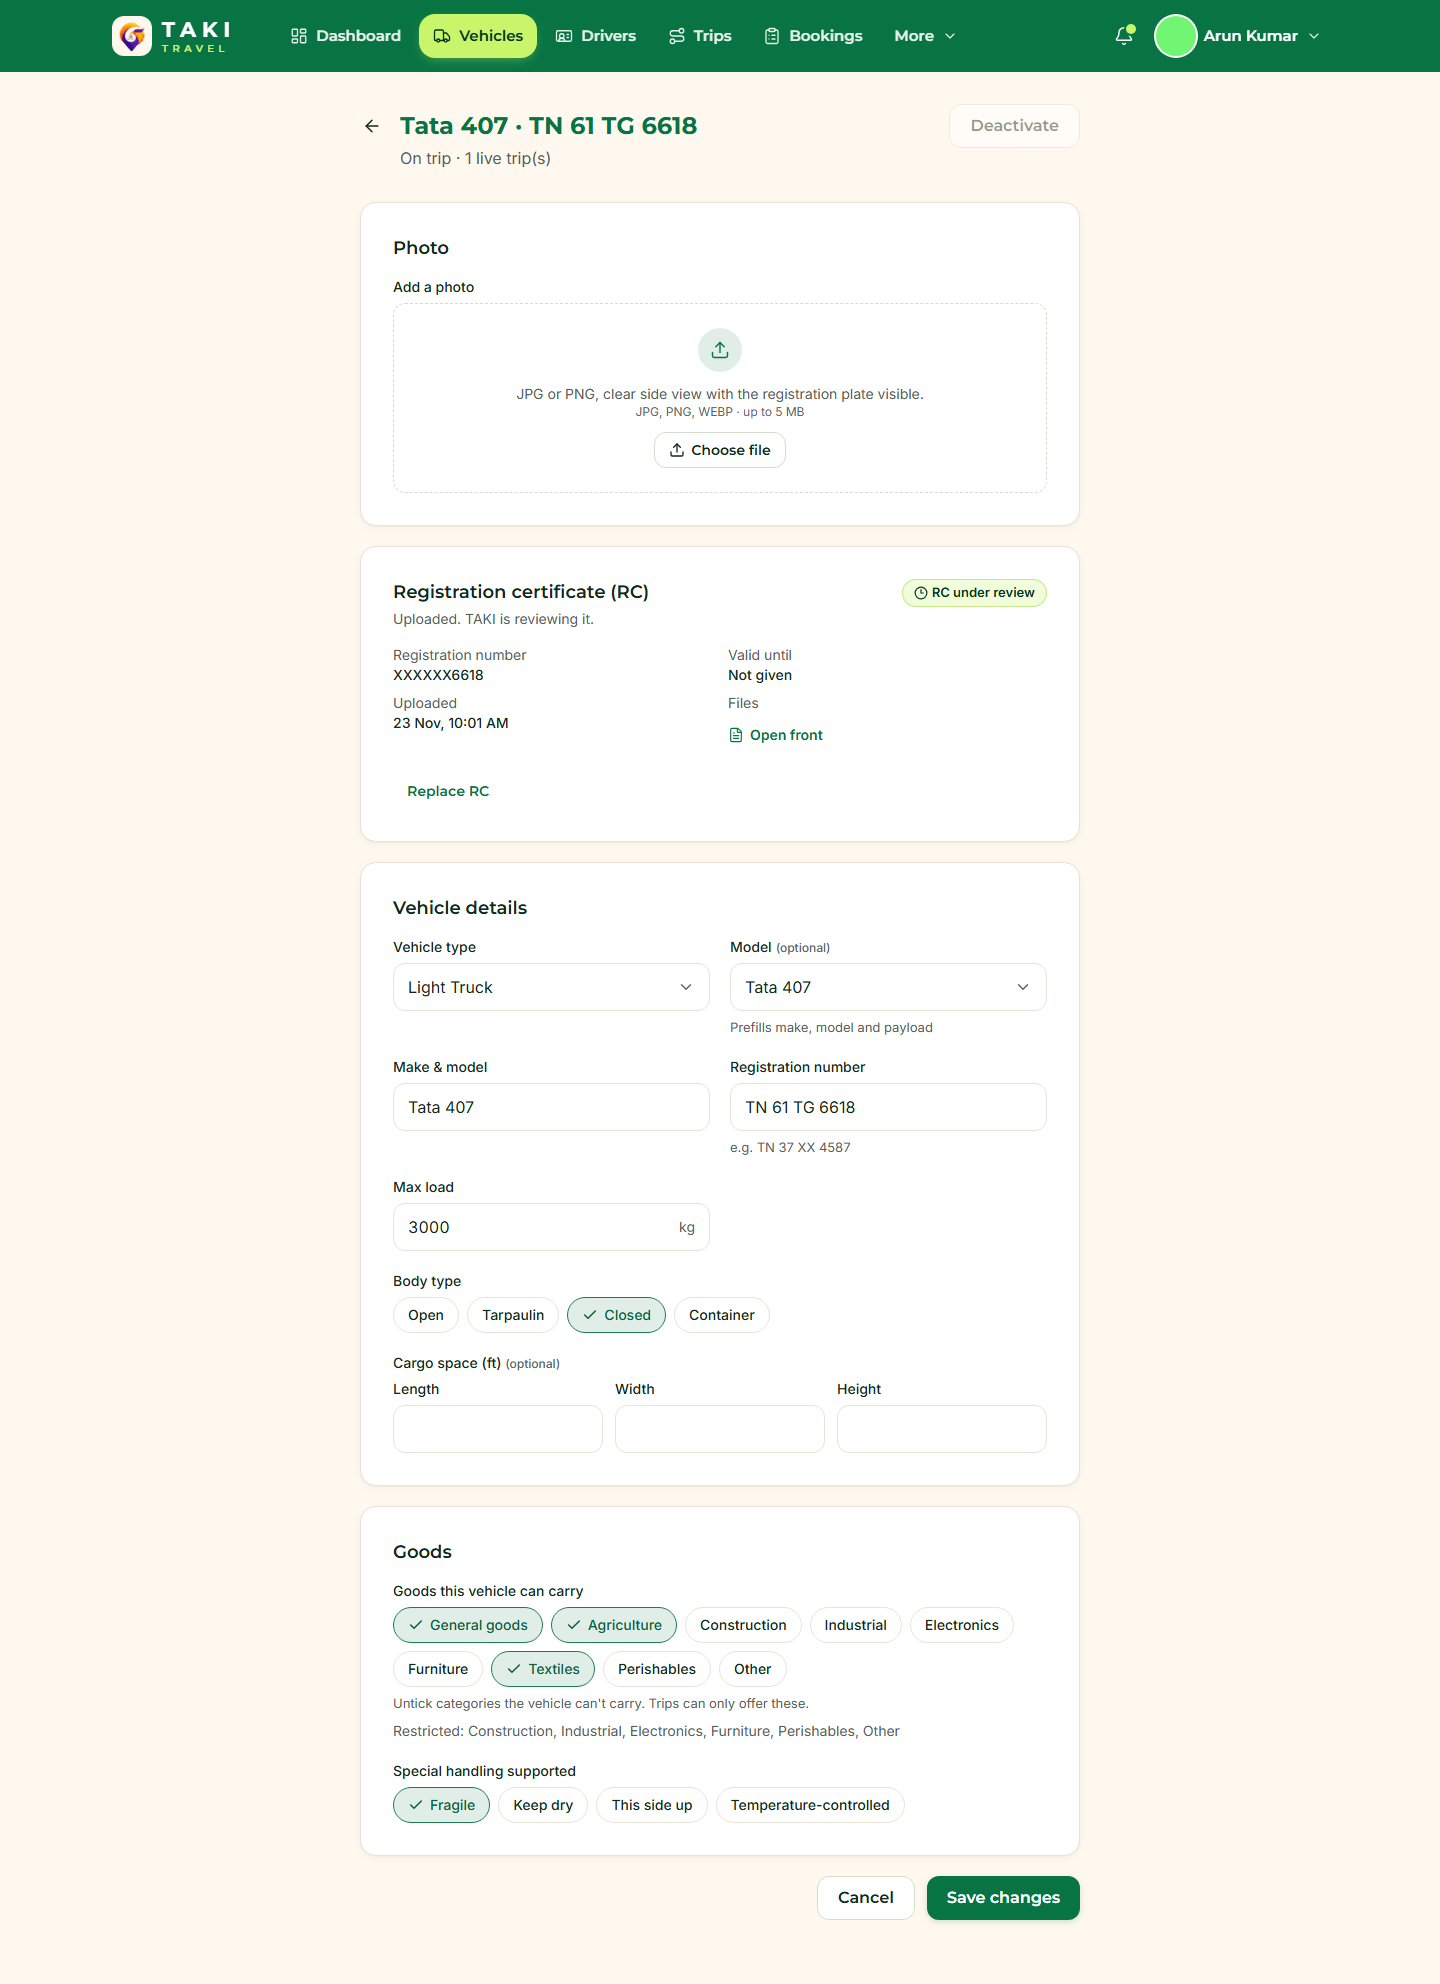 TAKI
TRAVEL
Dashboard
Vehicles
Drivers
Trips
Bookings
More
Arun Kumar
Tata 407 · TN 61 TG 6618
On trip · 1 live trip(s)
Deactivate
Photo
Add a photo
JPG or PNG, clear side view with the registration plate visible.
JPG, PNG, WEBP · up to 5 MB
Choose file
Registration certificate (RC)
RC under review
Uploaded. TAKI is reviewing it.
Registration number
XXXXXX6618
Valid until
Not given
Uploaded
23 Nov, 10:01 AM
Files
Open front
Replace RC
Vehicle details
Vehicle type
Light Truck
Model (optional)
Tata 407
Prefills make, model and payload
Make & model
Tata 407
Registration number
TN 61 TG 6618
e.g. TN 37 XX 4587
Max load
3000 kg
Body type
Open
Tarpaulin
Closed
Container
Cargo space (ft) (optional)
Length
Width
Height
Goods
Goods this vehicle can carry
General goods
Agriculture
Construction
Industrial
Electronics
Furniture
Textiles
Perishables
Other
Untick categories the vehicle can't carry. Trips can only offer these.
Restricted: Construction, Industrial, Electronics, Furniture, Perishables, Other
Special handling supported
Fragile
Keep dry
This side up
Temperature-controlled
Cancel
Save changes